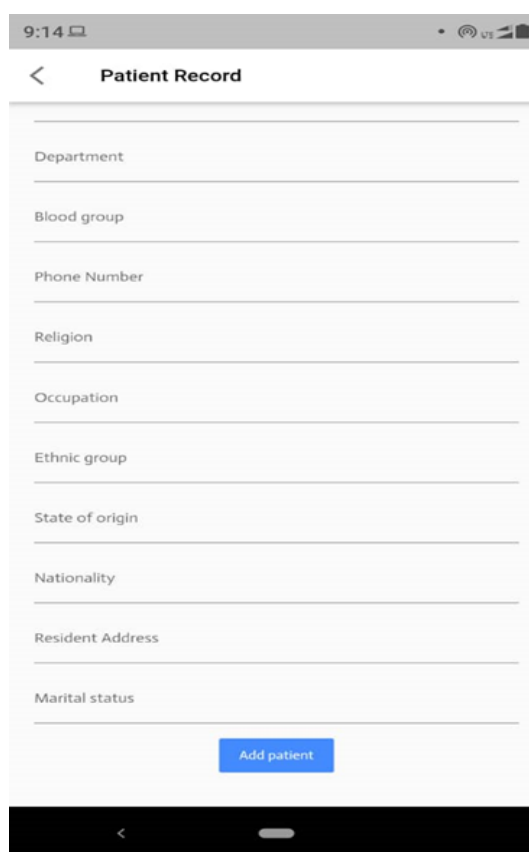 9:14
LTE
Patient Record
Department
Blood group
Phone Number
Religion
Occupation
Ethnic group
State of origin
Nationality
Resident Address
Marital status
Add patient